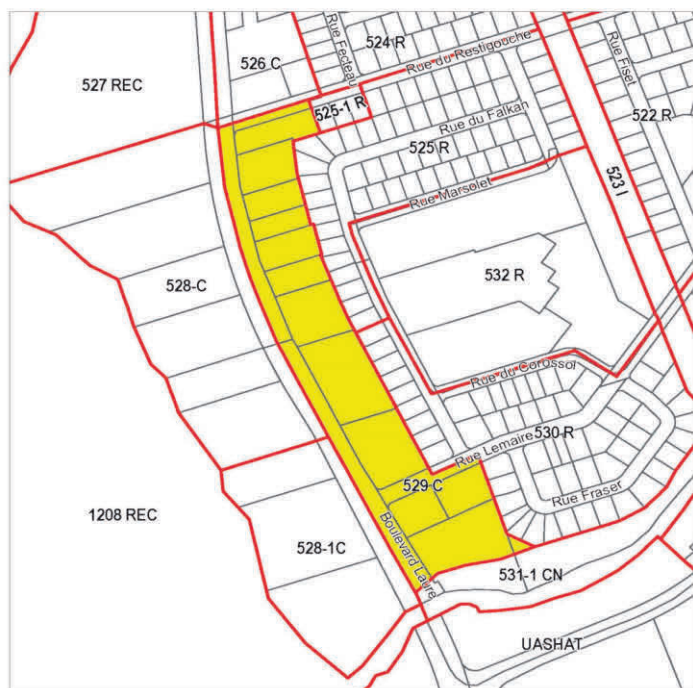 Rue Fecteau
524 R
Rue du Restigouche
Rue Fiset
526 C
527 REC
525-1 R
Rue du Falkan
522 R
525 R
523 I
Rue Marsolet
532 R
528-C
Rue du Corossol
530 R
Rue Lemaire
529 C
Rue Fraser
1208 REC
Boulevard Laure
528-1C
531-1 CN
UASHAT